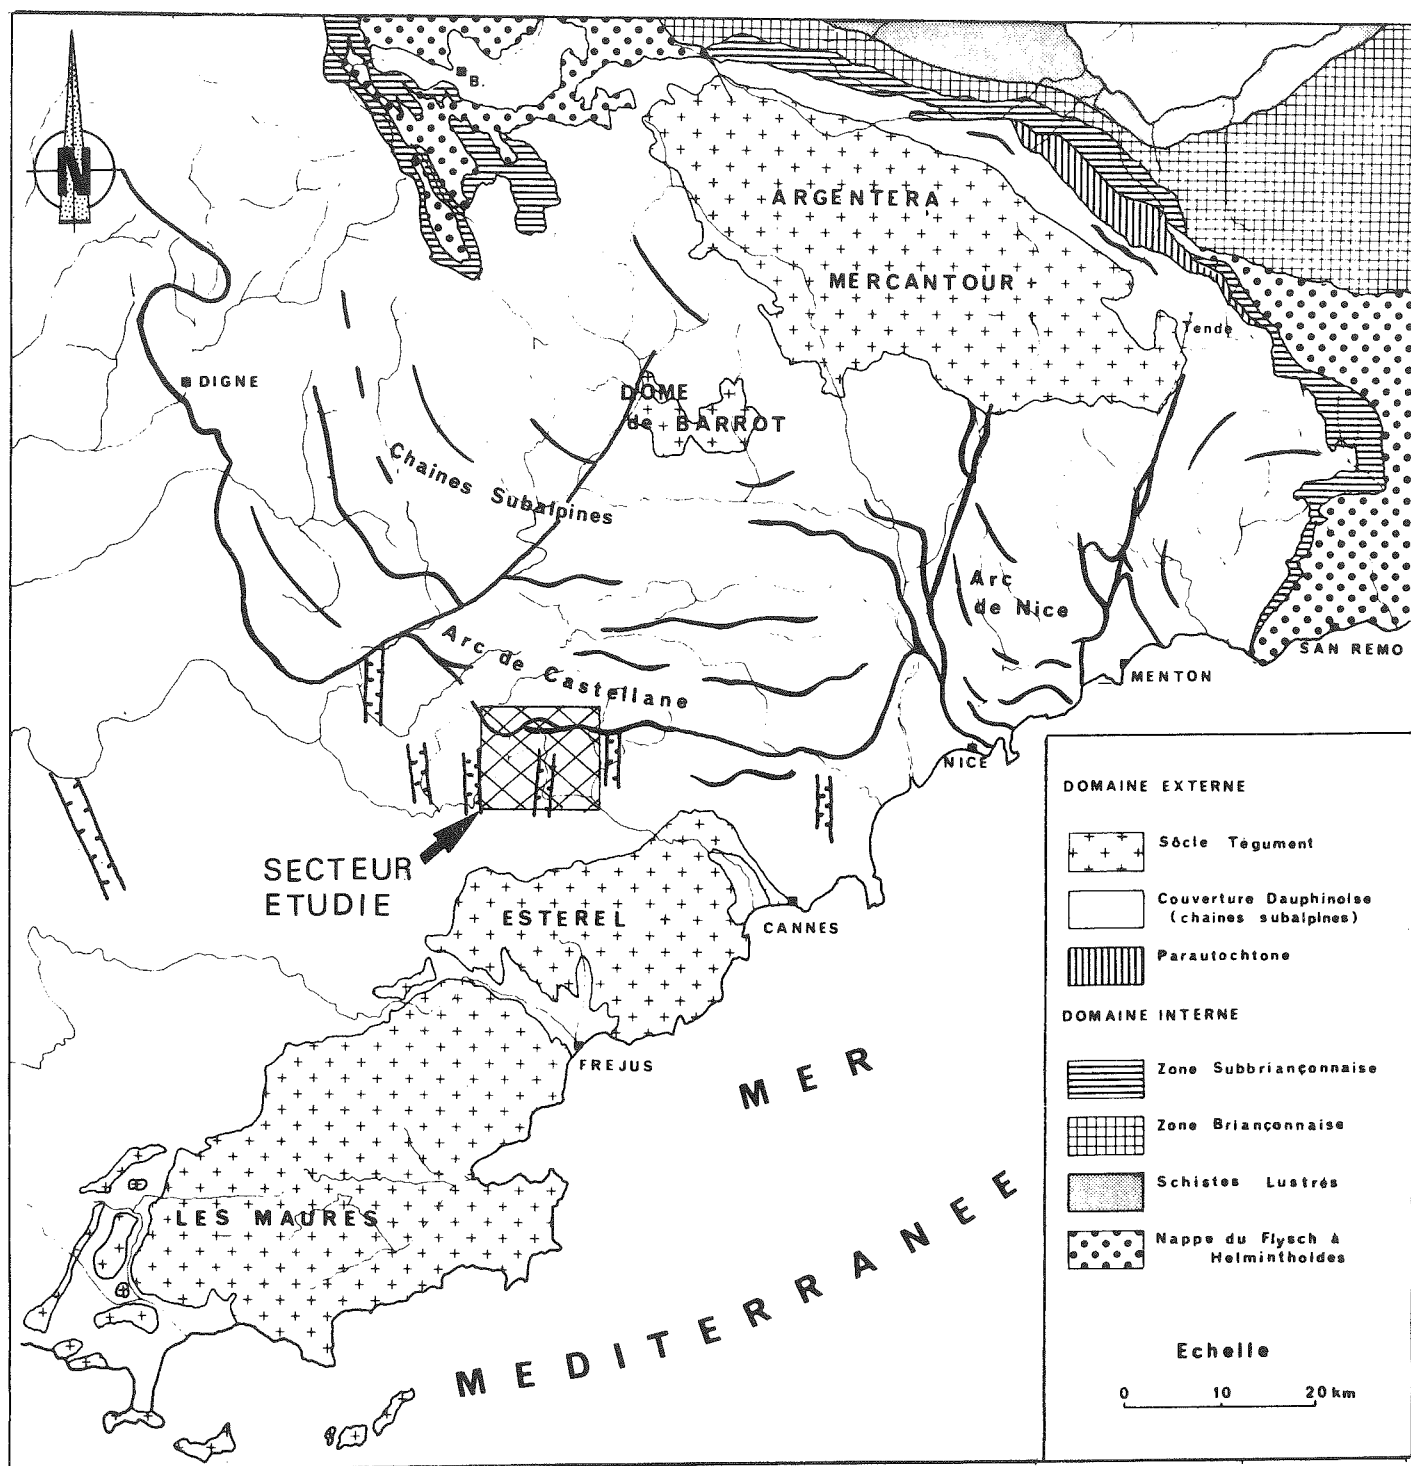 B.
N
ARGENTERA
MERCANTOUR
Tende
DIGNE
DÔME
de BARROT
Chaines Subalpines
Arc
de Nice
Arc de Castellane
SAN REMO
MENTON
NICE
SECTEUR
ETUDIE
ESTEREL
CANNES
FREJUS
LES MAURES
MER
MEDITERRANEE
DOMAINE EXTERNE
Sôcle Tégument
Couverture Dauphinoise
(chaines subalpines)
Parautochtone
DOMAINE INTERNE
Zone Subbriançonnaise
Zone Briançonnaise
Schistes Lustrés
Nappe du Flysch à
Helminthoïdes
Echelle
0 10 20 km